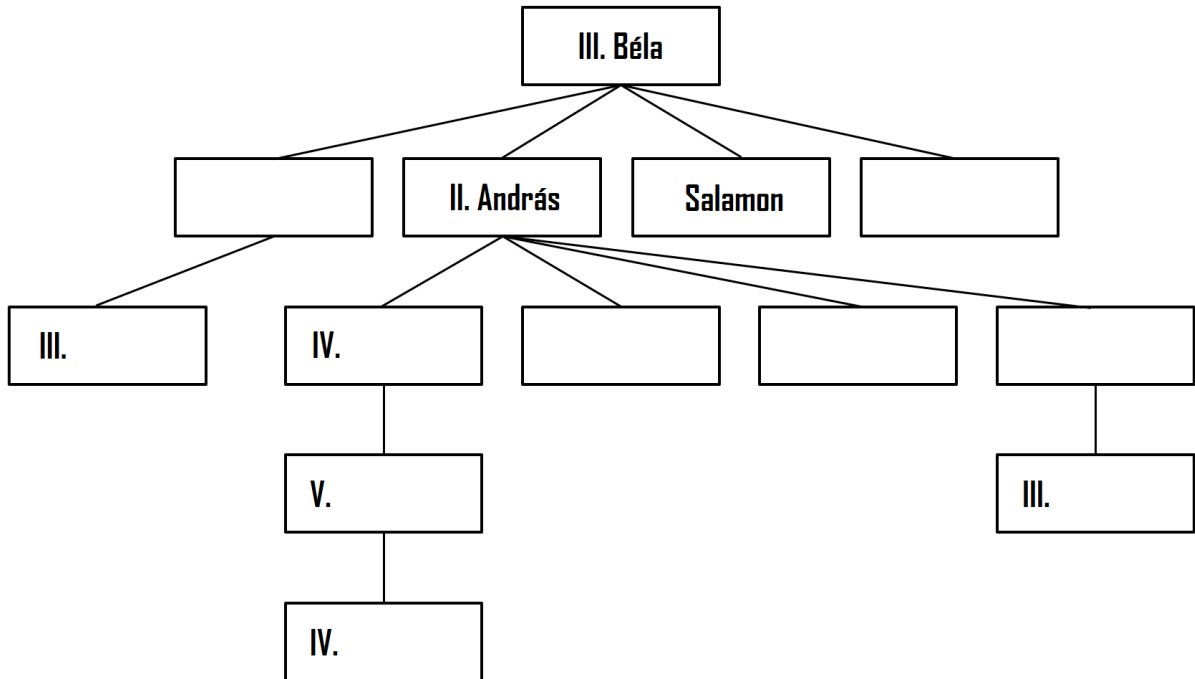 III. Béla
II. András
Salamon
III.
IV.
V.
III.
IV.